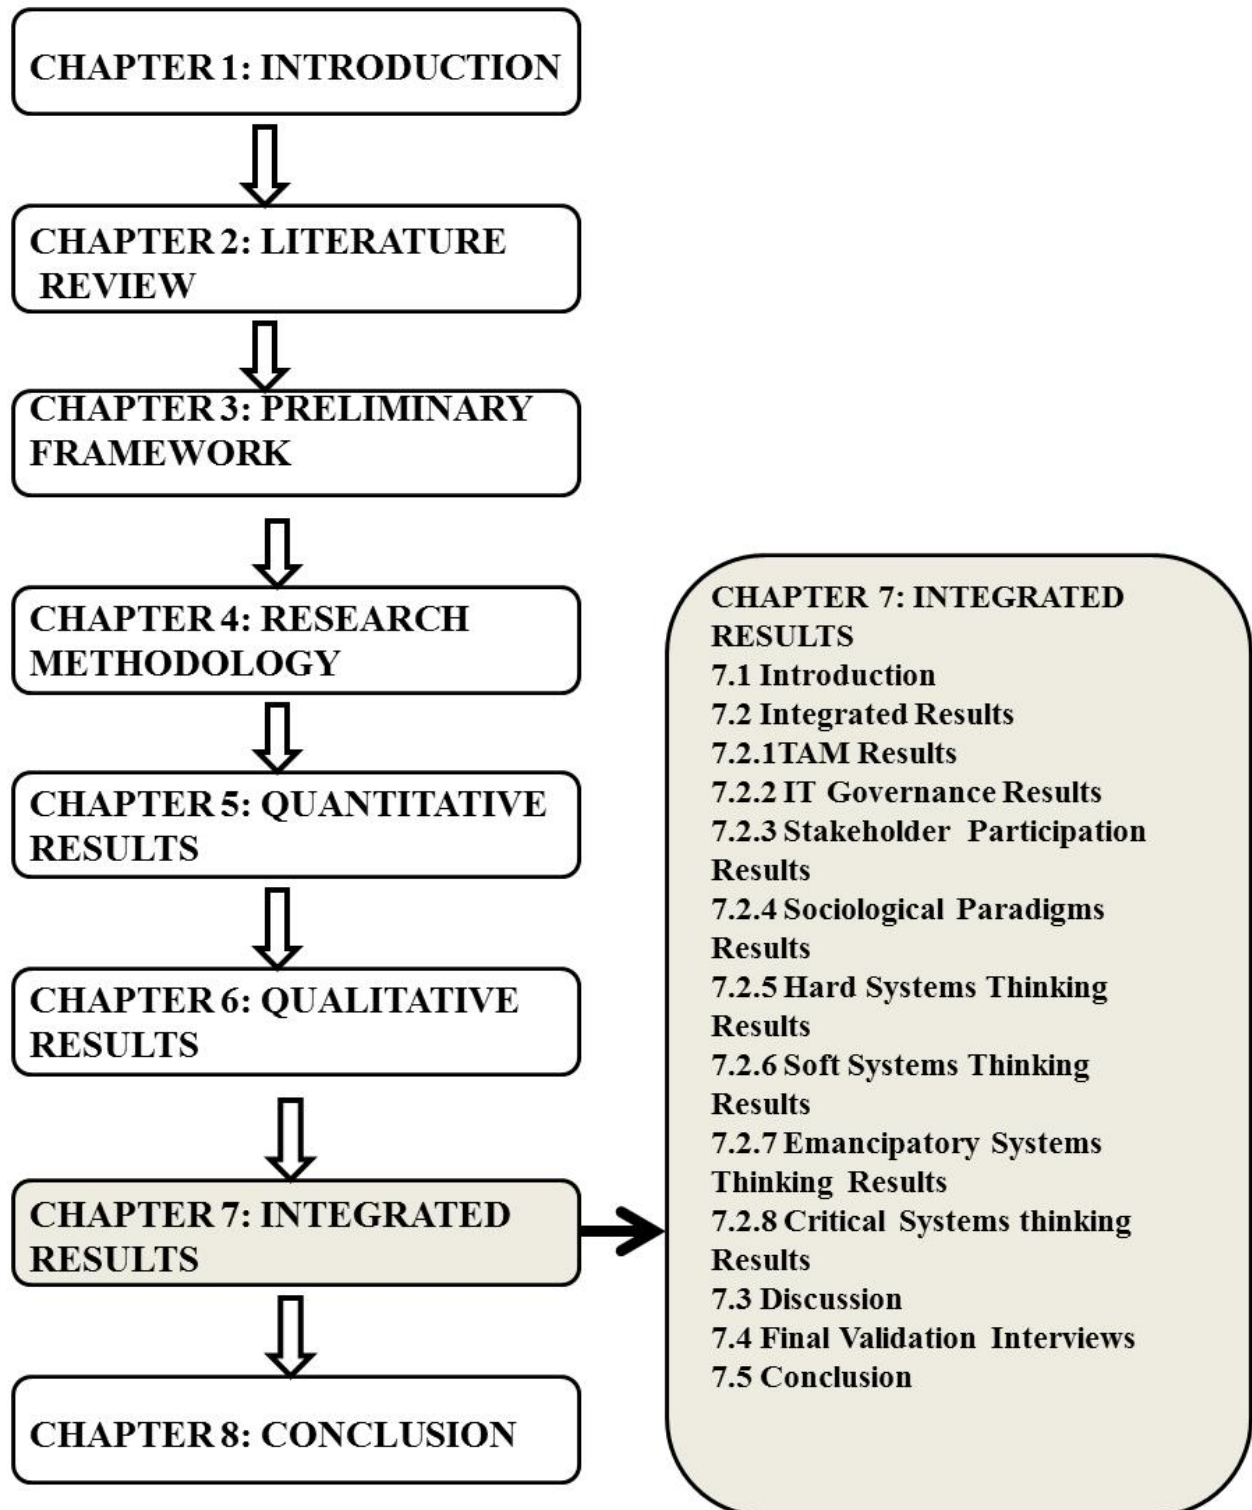 CHAPTER 1: INTRODUCTION
CHAPTER 2: LITERATURE
REVIEW
CHAPTER 3: PRELIMINARY
FRAMEWORK
CHAPTER 4: RESEARCH
METHODOLOGY
CHAPTER 5: QUANTITATIVE
RESULTS
CHAPTER 6: QUALITATIVE
RESULTS
CHAPTER 7: INTEGRATED
RESULTS
CHAPTER 8: CONCLUSION
CHAPTER 7: INTEGRATED
RESULTS
7.1 Introduction
7.2 Integrated Results
7.2.1TAM Results
7.2.2 IT Governance Results
7.2.3 Stakeholder Participation
Results
7.2.4 Sociological Paradigms
Results
7.2.5 Hard Systems Thinking
Results
7.2.6 Soft Systems Thinking
Results
7.2.7 Emancipatory Systems
Thinking Results
7.2.8 Critical Systems thinking
Results
7.3 Discussion
7.4 Final Validation Interviews
7.5 Conclusion